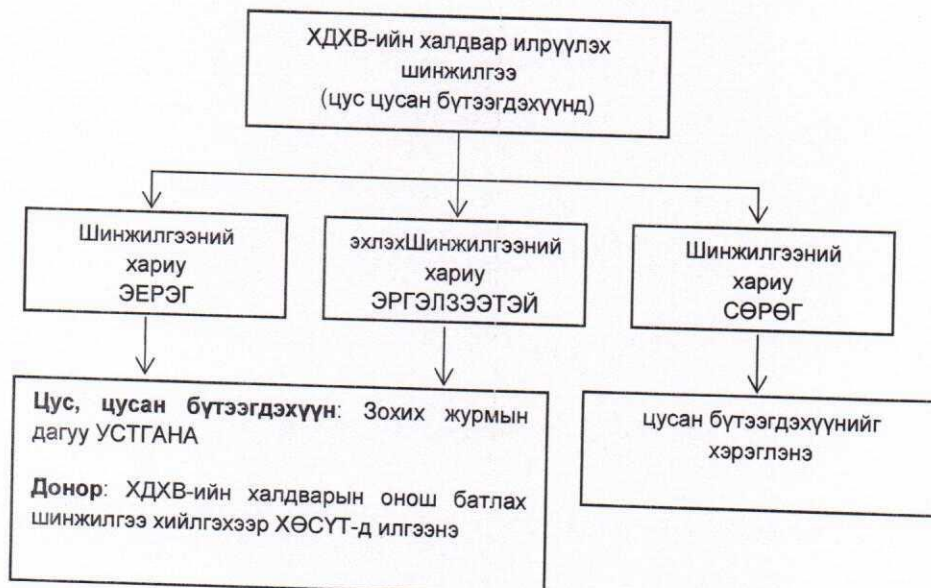 ХДХВ-ийн халдвар илрүүлэх
шинжилгээ
(цус цусан бүтээгдэхүүнд)
Шинжилгээний
хариу
ЭЕРЭГ
эхлэхШинжилгээний
хариу
ЭРГЭЛЗЭЭТЭЙ
Шинжилгээний
хариу
СӨРӨГ
Цус, цусан бүтээгдэхүүн: Зохих журмын
дагуу УСТГАНА
Донор: ХДХВ-ийн халдварын онош батлах
шинжилгээ хийлгэхээр ХӨСҮТ-д илгээнэ
цусан бүтээгдэхүүнийг
хэрэглэнэ